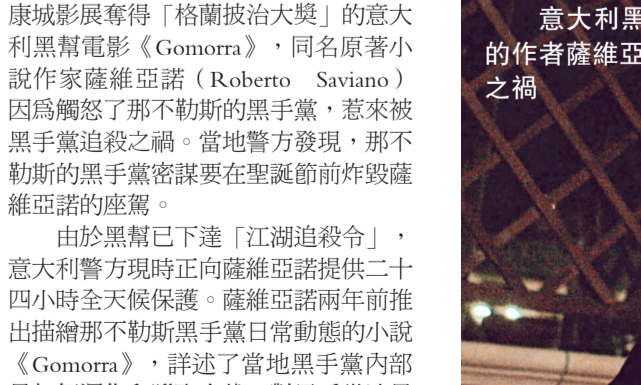 康城影展奪得「格蘭披治大獎」的意大
利黑幫電影《Gomorra》，同名原著小
說作家薩維亞諾（Roberto Saviano）
因為觸怒了那不勒斯的黑手黨，惹來被
黑手黨追殺之禍。當地警方發現，那不
勒斯的黑手黨密謀要在聖誕節前炸毀薩
維亞諾的座駕。
由於黑幫已下達「江湖追殺令」，
意大利警方現時正向薩維亞諾提供二十
四小時全天候保護。薩維亞諾兩年前推
出描繪那不勒斯黑手黨日常動態的小說
《Gomorra》，詳述了當地黑手黨內部
意大利黑
的作者薩維亞
之禍